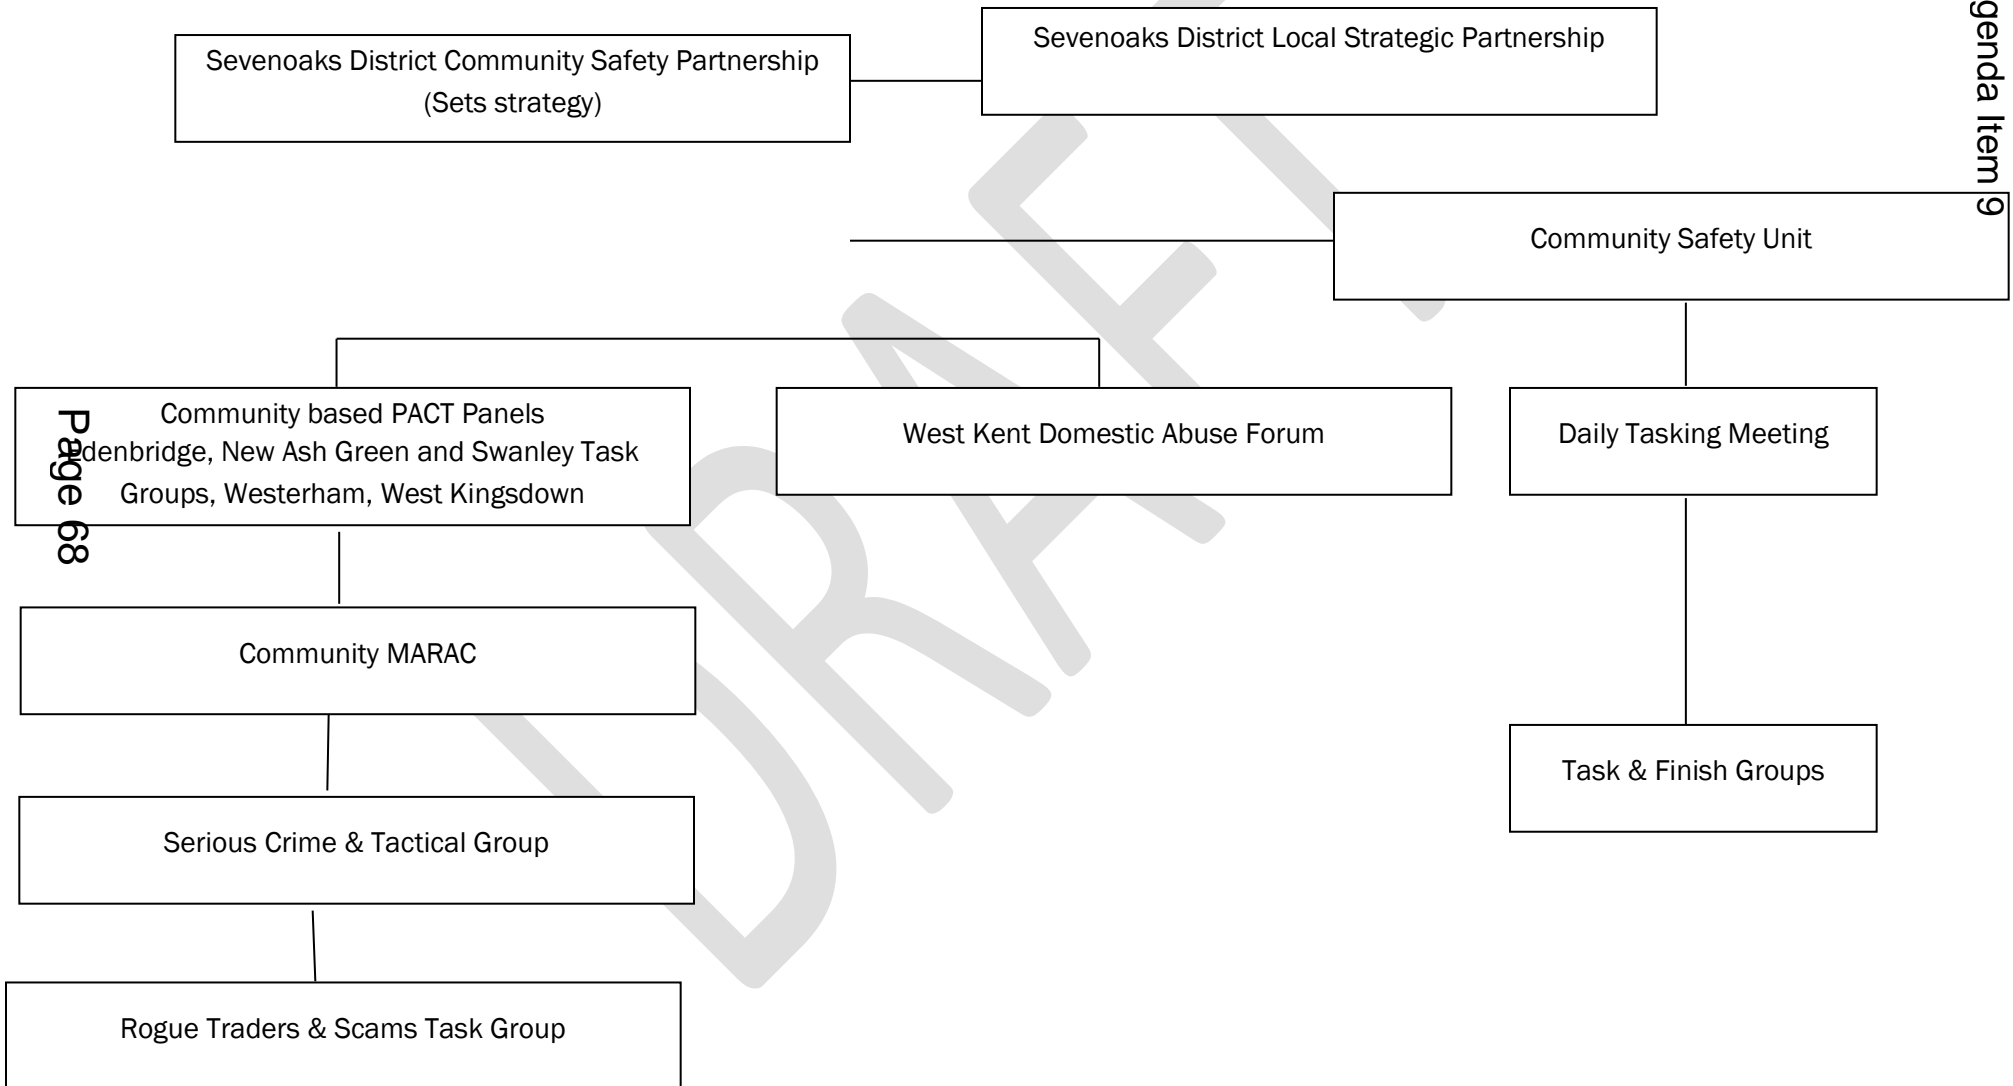 Sevenoaks District Local Strategic Partnership
Sevenoaks District Community Safety Partnership
(Sets strategy)
genda Item 9
Community Safety Unit
Community based PACT Panels
denbridge, New Ash Green and Swanley Task
Groups, Westerham, West Kingsdown
Page 68
West Kent Domestic Abuse Forum
Daily Tasking Meeting
Community MARAC
Task & Finish Groups
Serious Crime & Tactical Group
Rogue Traders & Scams Task Group
DRAFT